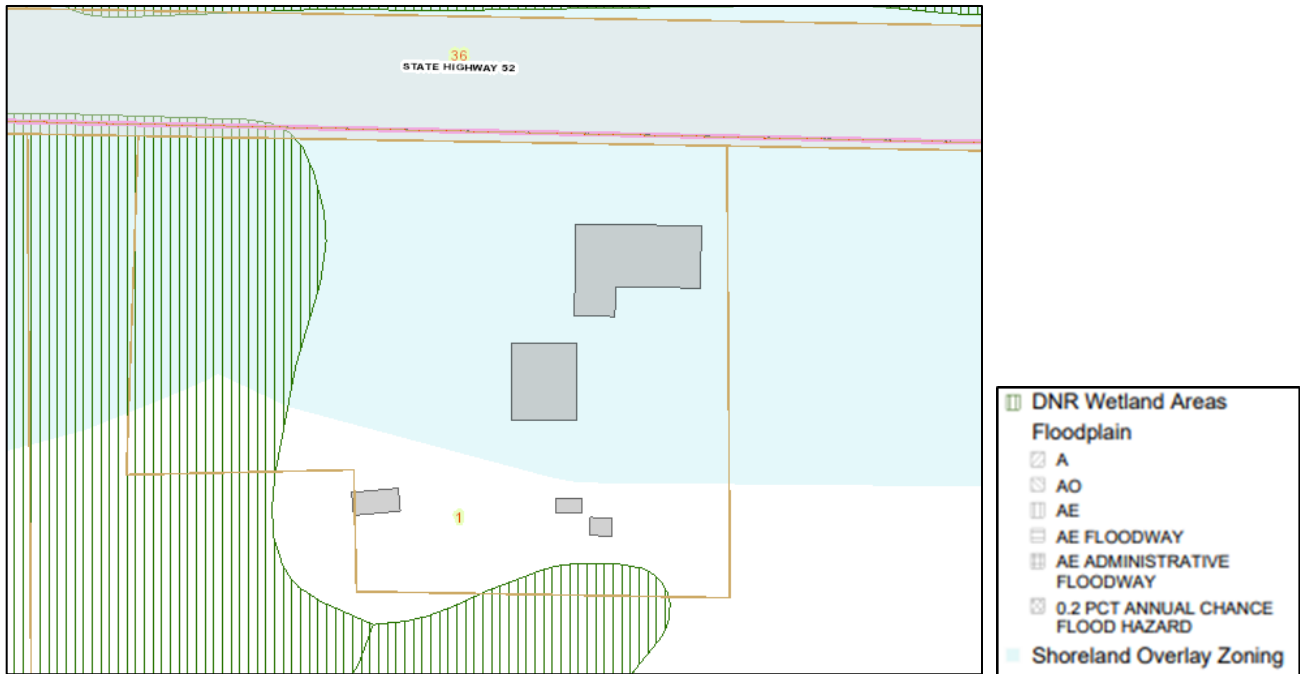 36
STATE HIGHWAY 52
1
DNR Wetland Areas
Floodplain
A
AO
AE
AE FLOODWAY
AE ADMINISTRATIVE
FLOODWAY
0.2 PCT ANNUAL CHANCE
FLOOD HAZARD
Shoreland Overlay Zoning